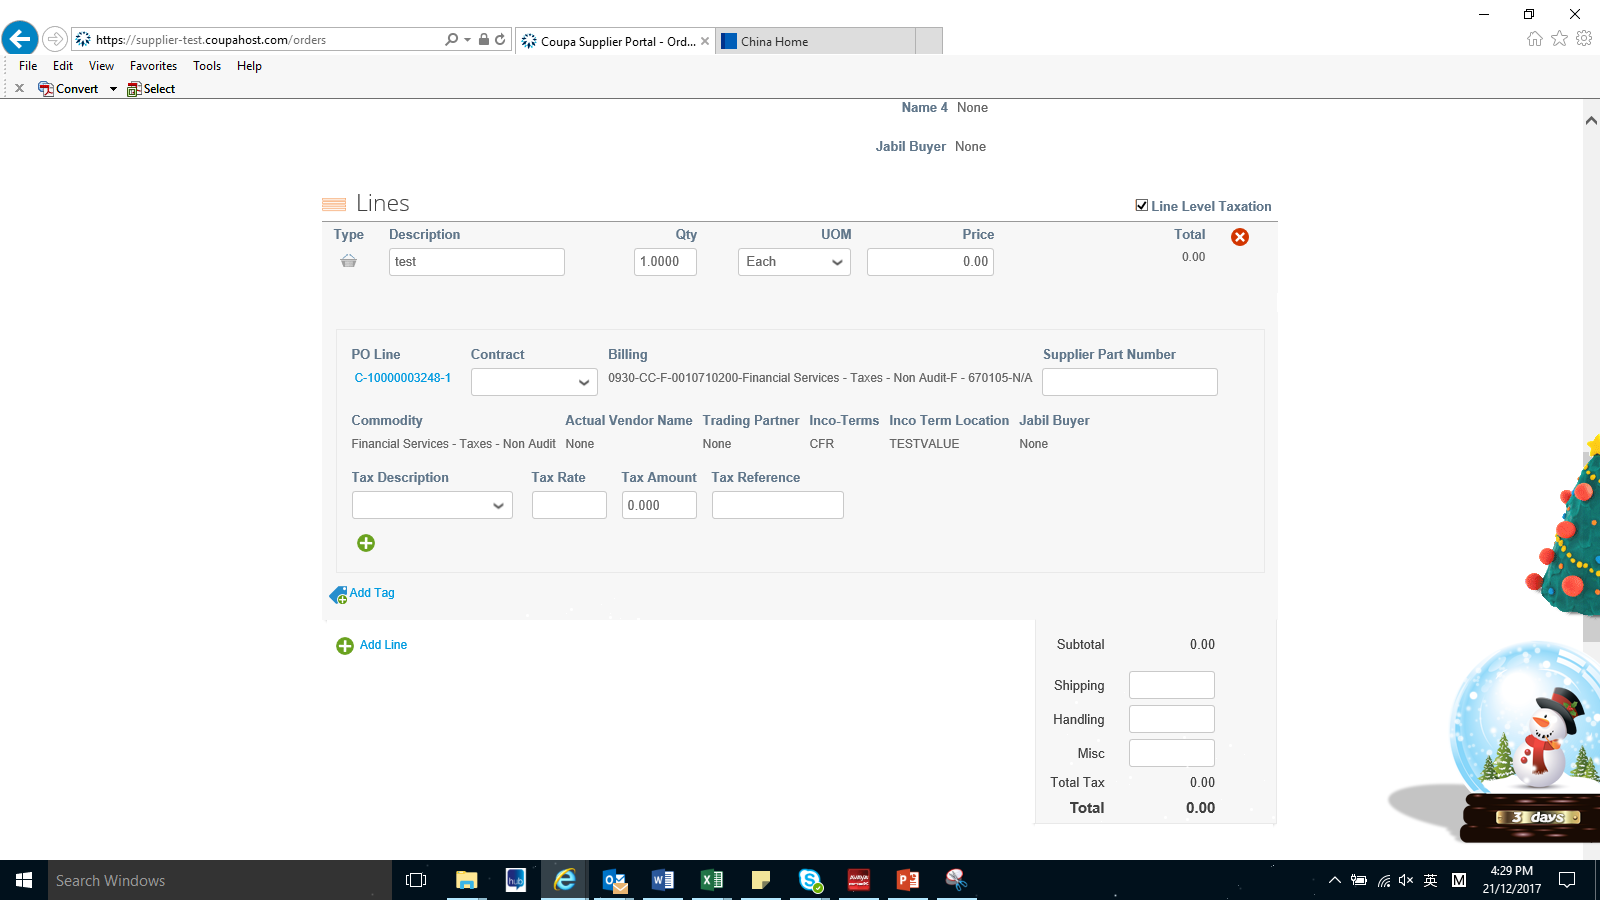 https://supplier-test.coupahost.com/orders
Coupa Supplier Portal - Ord...
China Home
File Edit View Favorites Tools Help
x Convert Select
Name 4 None
Jabil Buyer None
Lines
Line Level Taxation
Type Description Qty UOM Price Total
test 1.0000 Each 0.00 0.00
PO Line Contract Billing Supplier Part Number
C-10000003248-1 0930-CC-F-0010710200-Financial Services - Taxes - Non Audit-F - 670105-N/A
Commodity Actual Vendor Name Trading Partner Inco-Terms Inco Term Location Jabil Buyer
Financial Services - Taxes - Non Audit None None CFR TESTVALUE None
Tax Description Tax Rate Tax Amount Tax Reference
0.000
Add Tag
Add Line
Subtotal 0.00
Shipping
Handling
Misc
Total Tax 0.00
Total 0.00
3 days
Search Windows
hub
英 M
4:29 PM
21/12/2017